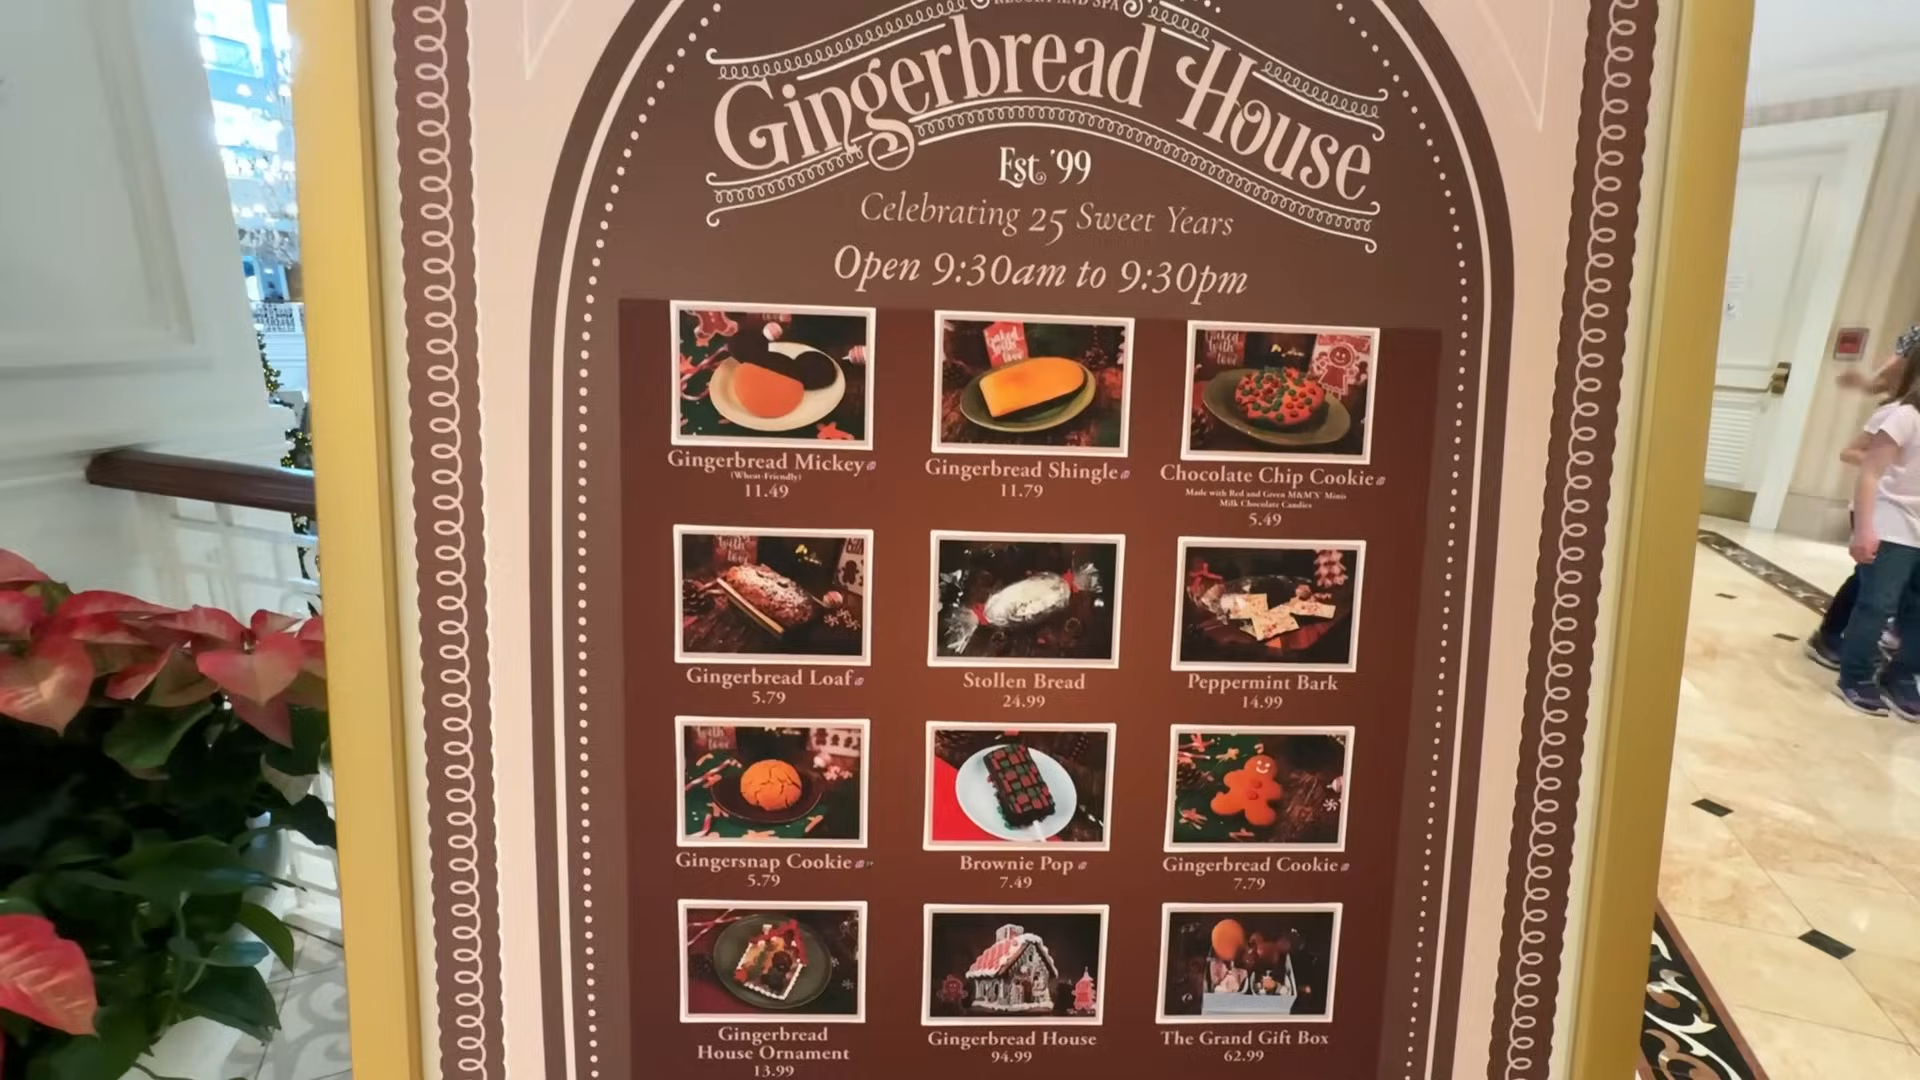 RESORT AND SPA
Gingerbread House
Est. '99
Celebrating 25 Sweet Years
Open 9:30am to 9:30pm
Gingerbread Mickey
(Wheat-Friendly)
11.49
Gingerbread Shingle
11.79
Chocolate Chip Cookie
Made with Red and Green M&M'S Minis
Milk Chocolate Candies
5.49
Gingerbread Loaf
5.79
Stollen Bread
24.99
Peppermint Bark
14.99
Gingersnap Cookie
5.79
Brownie Pop
7.49
Gingerbread Cookie
7.79
Gingerbread
House Ornament
13.99
Gingerbread House
94.99
The Grand Gift Box
62.99